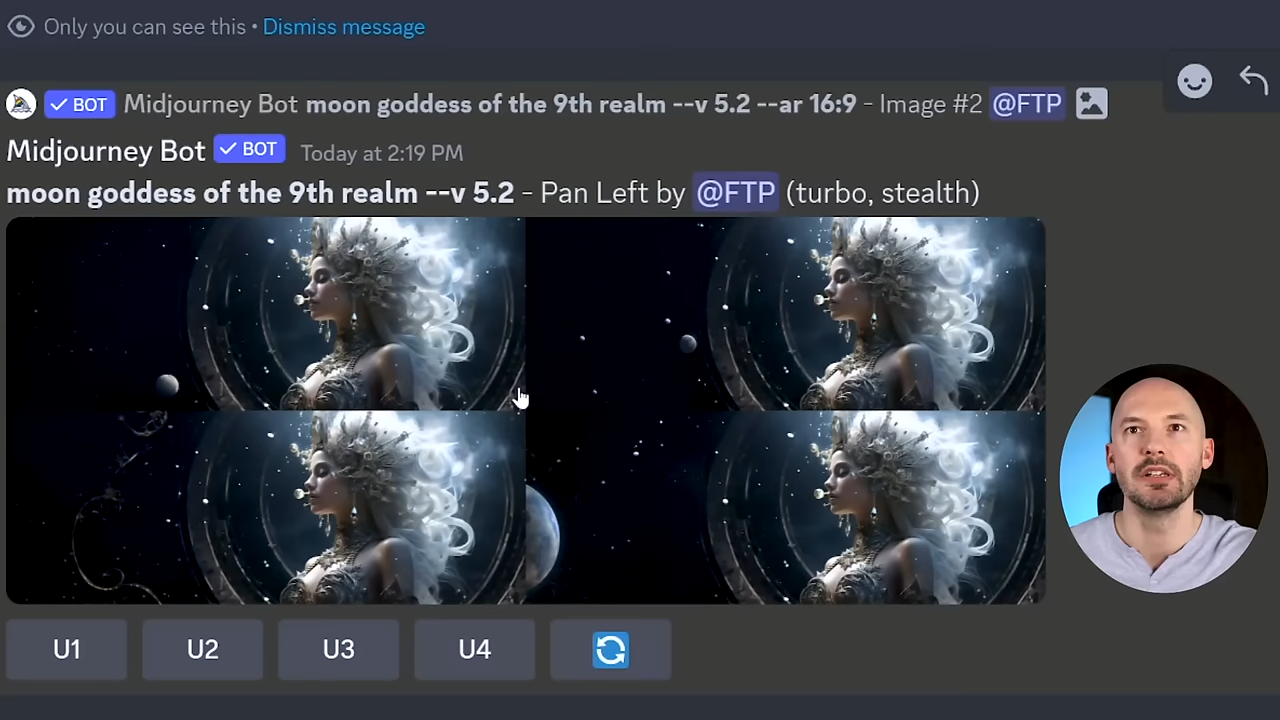 Only you can see this • Dismiss message
✓ BOT Midjourney Bot moon goddess of the 9th realm --v 5.2 --ar 16:9 - Image #2 @FTP
Midjourney Bot ✓ BOT Today at 2:19 PM
moon goddess of the 9th realm --v 5.2 - Pan Left by @FTP (turbo, stealth)
U1 U2 U3 U4